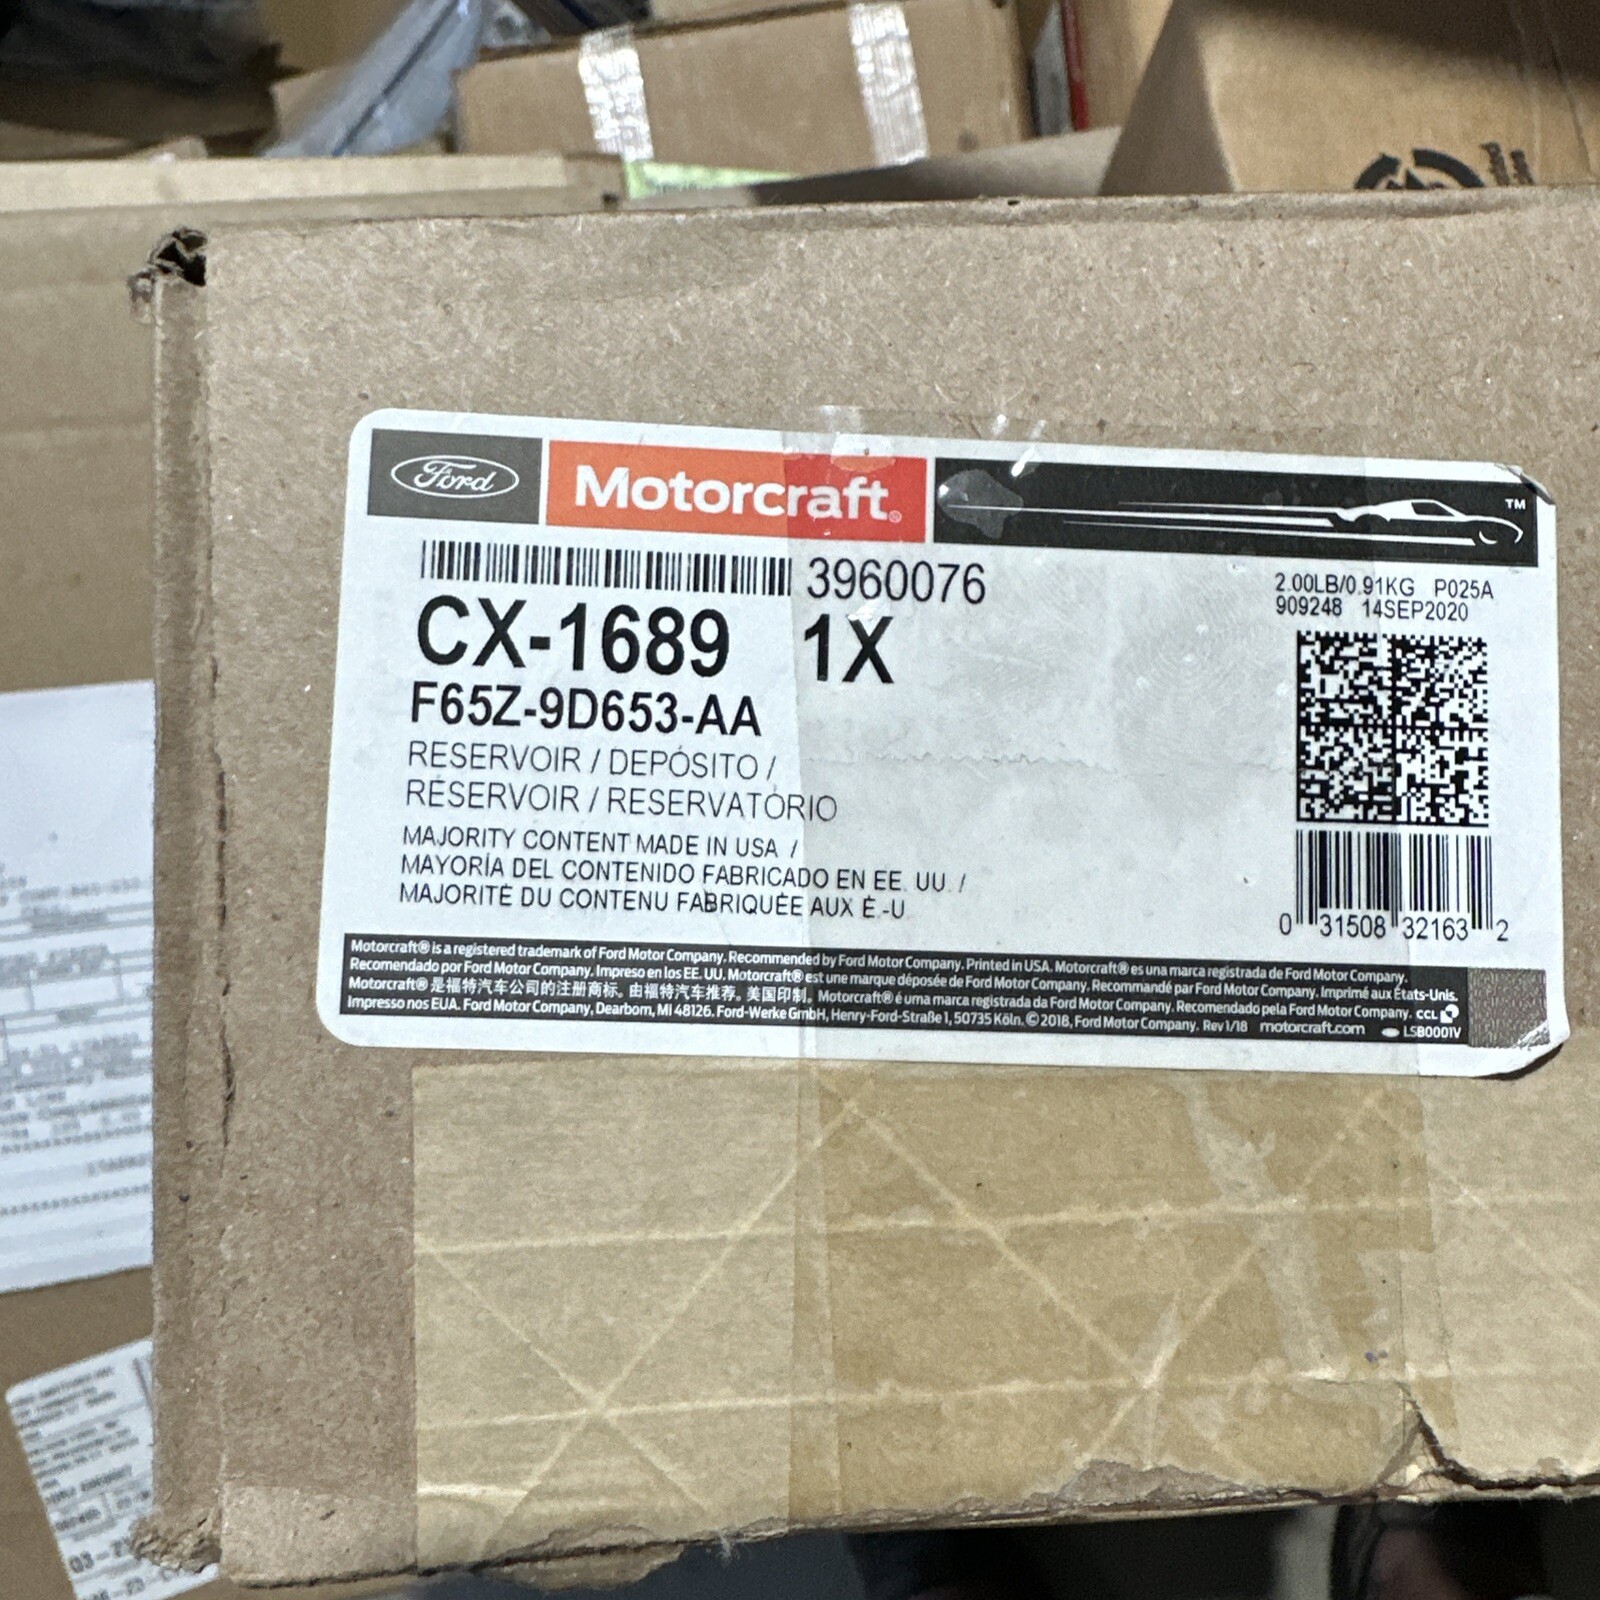 Ford
Motorcraft®
TM
3960076
2.00LB/0.91KG P025A
909248 14SEP2020
CX-1689 1X
F65Z-9D653-AA
RESERVOIR / DEPÓSITO /
RÉSERVOIR / RESERVATÓRIO
MAJORITY CONTENT MADE IN USA /
MAYORÍA DEL CONTENIDO FABRICADO EN EE. UU. /
MAJORITÉ DU CONTENU FABRIQUÉE AUX É.-U
0 31508 32163 2
Motorcraft® is a registered trademark of Ford Motor Company. Recommended by Ford Motor Company. Printed in USA. Motorcraft® es una marca registrada de Ford Motor Company.
Recomendado por Ford Motor Company. Impreso en los EE. UU. Motorcraft® est une marque déposée de Ford Motor Company. Recommandé par Ford Motor Company. Imprimé aux États-Unis.
Motorcraft® 是福特汽车公司的注册商标。由福特汽车推荐。美国印制。 Motorcraft® é uma marca registrada da Ford Motor Company. Recomendado pela Ford Motor Company. CCL
Impresso nos EUA. Ford Motor Company, Dearborn, MI 48126. Ford-Werke GmbH, Henry-Ford-Straße 1, 50735 Köln. © 2018, Ford Motor Company. Rev 1/18 motorcraft.com LSB0001V